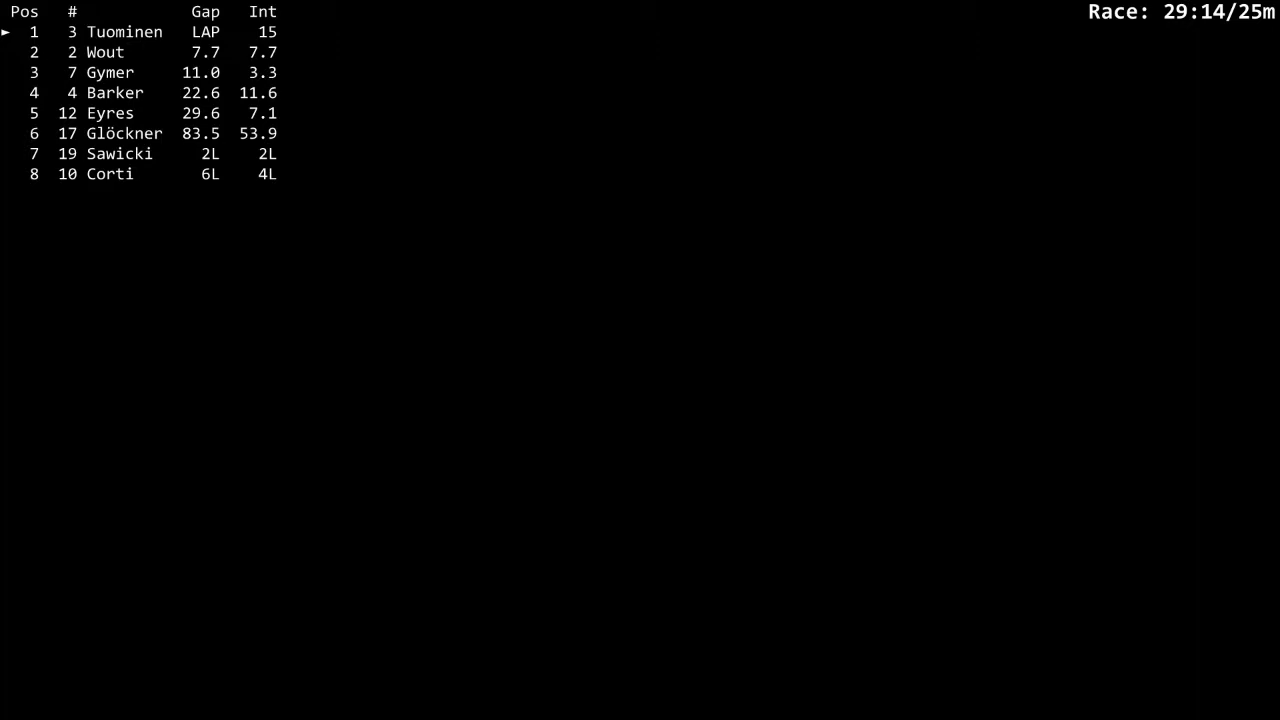 Pos # Gap Int
Race: 29:14/25m
► 1 3 Tuominen LAP 15
2 2 Wout 7.7 7.7
3 7 Gymer 11.0 3.3
4 4 Barker 22.6 11.6
5 12 Eyres 29.6 7.1
6 17 Glöckner 83.5 53.9
7 19 Sawicki 2L 2L
8 10 Corti 6L 4L